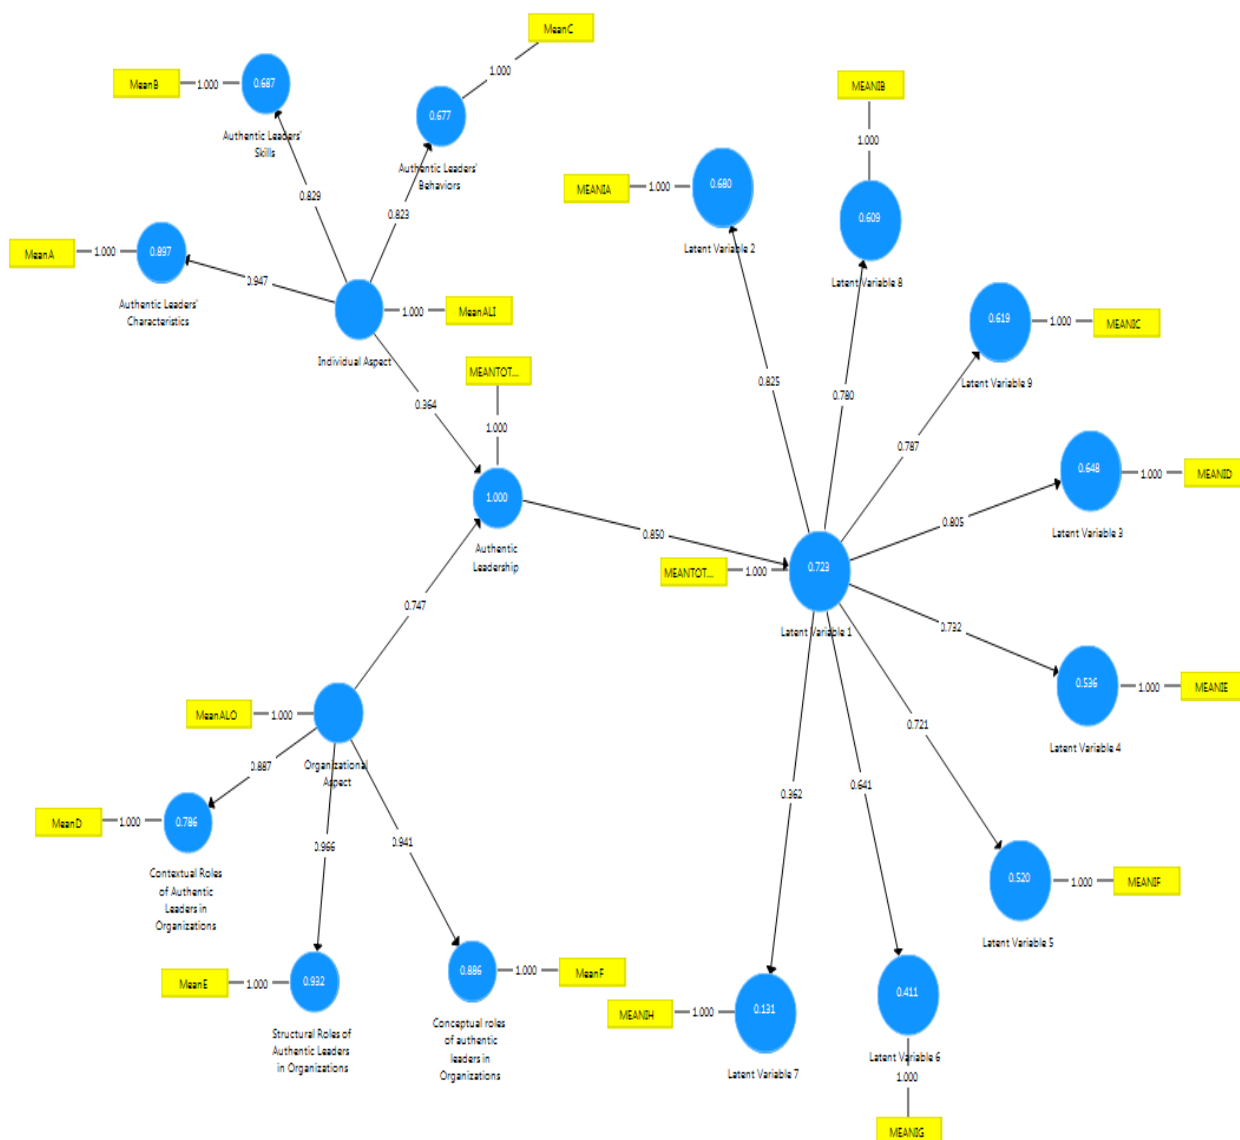 MeanC
MeanB
1.000
0.687
1.000
0.677
Authentic Leaders'
Skills
Authentic Leaders'
Behaviors
0.829
0.823
MeanA
1.000
0.897
0.947
Authentic Leaders'
Characteristics
1.000
MeanALI
Individual Aspect
0.364
MEANTOT...
1.000
1.000
Authentic
Leadership
0.850
0.747
MeanALO
1.000
Organizational
Aspect
0.887
0.966
0.941
MeanD
1.000
0.786
Contextual Roles
of Authentic
Leaders in
Organizations
MeanE
1.000
0.932
Structural Roles of
Authentic Leaders
in Organizations
0.886
1.000
MeanF
Conceptual roles
of authentic
leaders in
Organizations
MEANIB
1.000
MEANIA
1.000
0.680
Latent Variable 2
0.609
Latent Variable 8
0.619
1.000
MEANIC
Latent Variable 9
0.825
0.780
0.787
0.648
1.000
MEANID
Latent Variable 3
0.805
MEANTOT...
1.000
0.723
Latent Variable 1
0.732
0.536
1.000
MEANIE
Latent Variable 4
0.721
0.362
0.641
0.520
1.000
MEANIF
Latent Variable 5
MEANIH
1.000
0.131
Latent Variable 7
0.411
Latent Variable 6
1.000
MEANIG